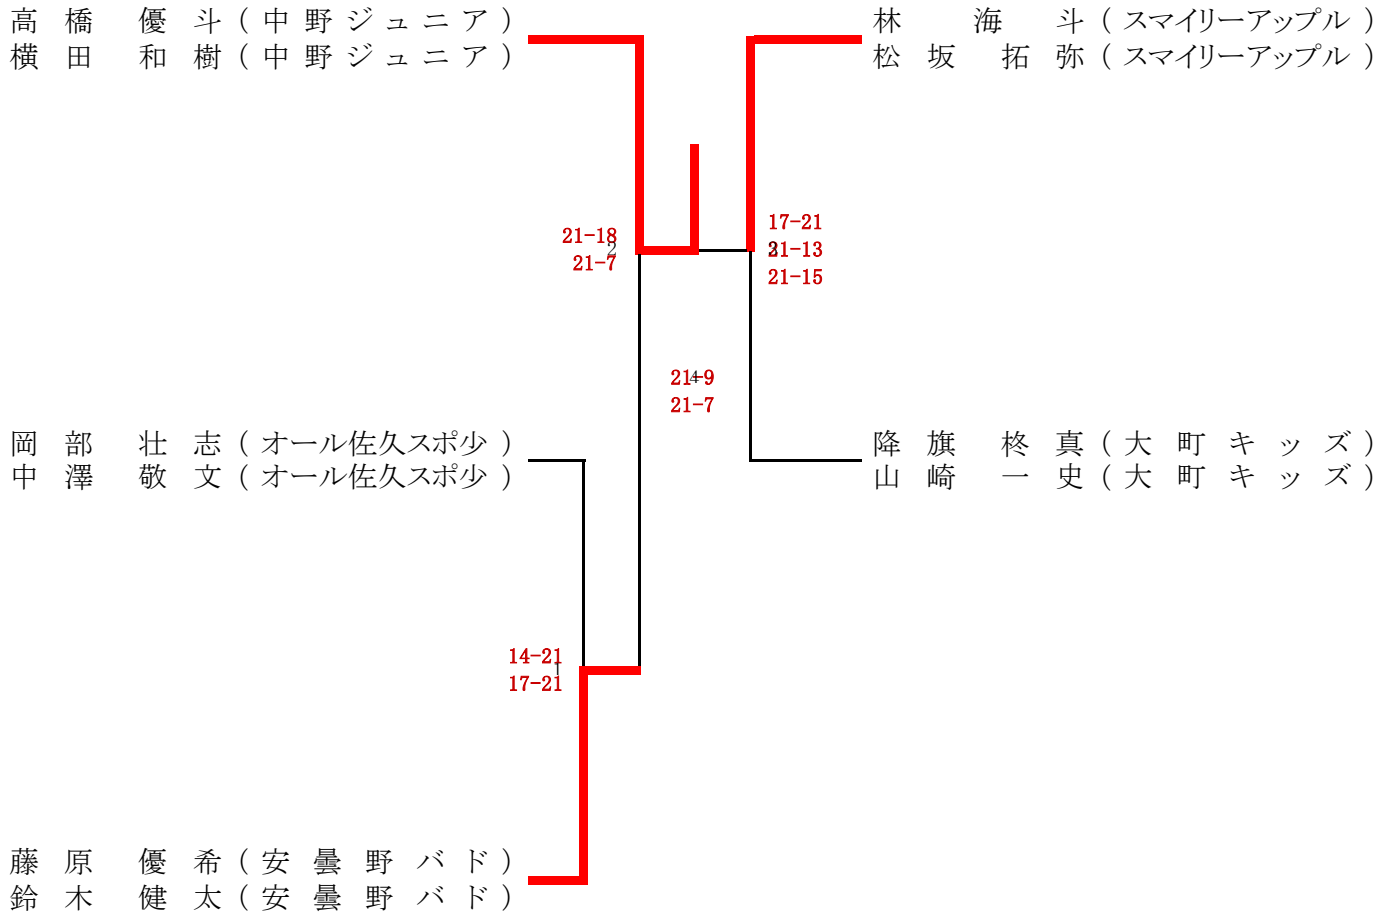 高橋 優斗(中野ジュニア)
横田 和樹(中野ジュニア)
林 海斗(スマイリーアップル)
松坂 拓弥(スマイリーアップル)
21-18
2
21-7
17-21
3
21-13
21-15
4
21-9
21-7
岡部 壮志(オール佐久スポ少)
中澤 敬文(オール佐久スポ少)
降旗 柊真(大町キッズ)
山崎 一史(大町キッズ)
14-21
1
17-21
藤原 優希(安曇野バド)
鈴木 健太(安曇野バド)